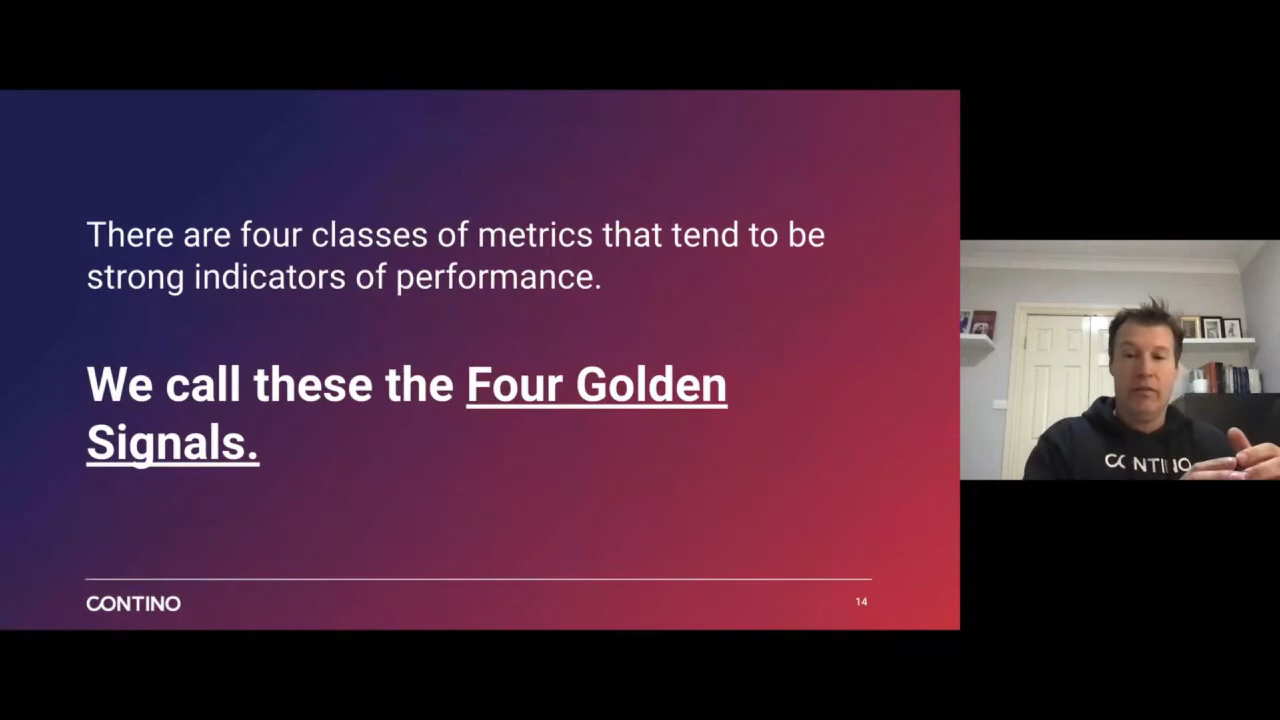 There are four classes of metrics that tend to be
strong indicators of performance.
We call these the Four Golden
Signals.
CONTINO
14
CONTINO